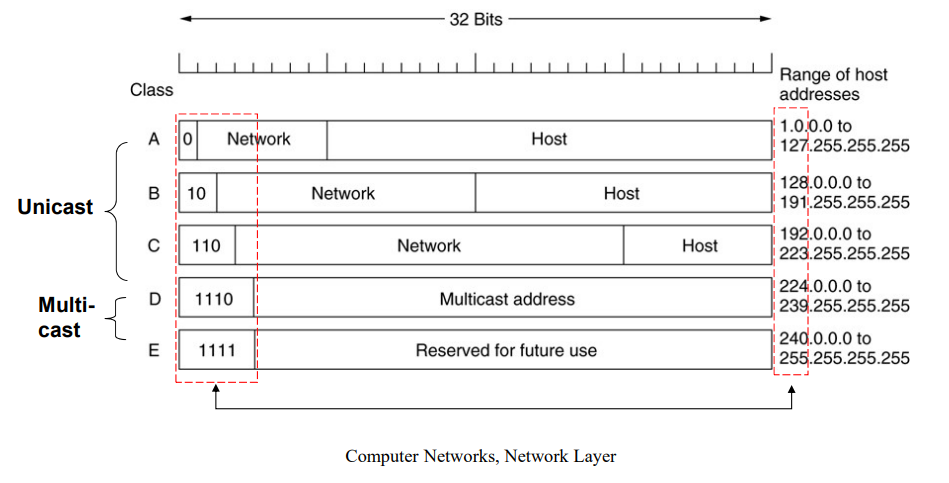 32 Bits
Class
Range of host
addresses
Unicast
A
0
Network
Host
1.0.0.0 to
127.255.255.255
B
10
Network
Host
128.0.0.0 to
191.255.255.255
C
110
Network
Host
192.0.0.0 to
223.255.255.255
Multi-
cast
D
1110
Multicast address
224.0.0.0 to
239.255.255.255
E
1111
Reserved for future use
240.0.0.0 to
255.255.255.255
Computer Networks, Network Layer